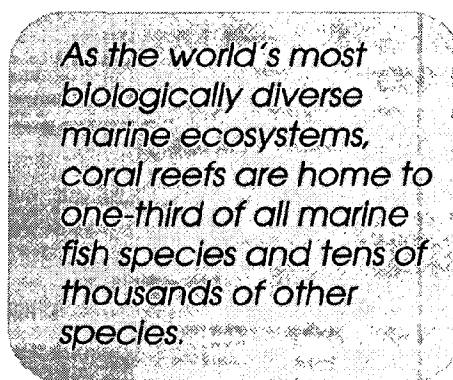 As the world's most
biologically diverse
marine ecosystems,
coral reefs are home to
one-third of all marine
fish species and tens of
thousands of other
species.